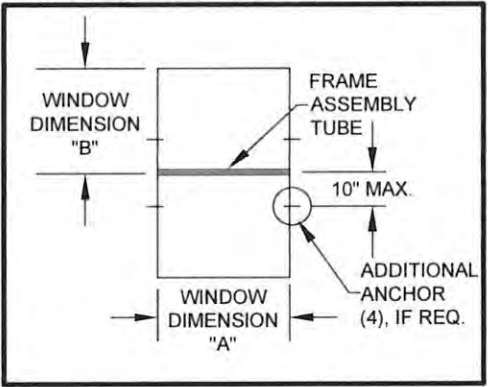 FRAME
ASSEMBLY
TUBE
WINDOW
DIMENSION
"B"
10" MAX.
ADDITIONAL
ANCHOR
(4), IF REQ.
WINDOW
DIMENSION
"A"